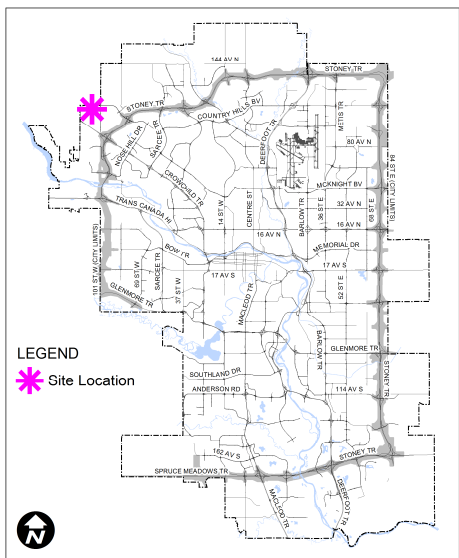 144 AV N
STONEY TR
STONEY TR
COUNTRY HILLS BV
METIS TR
NOSE HILL DR
SARCEE TR
DEERFOOT TR
80 AV N
84 ST E (CITY LIMITS)
CROWCHILD TR
MCKNIGHT BV
TRANS CANADA HI
14 ST W
CENTRE ST
BARLOW TR
36 ST E
32 AV N
68 ST E
16 AV N
16 AV N
101 ST W (CITY LIMITS)
BOW TR
MEMORIAL DR
69 ST W
SARCEE TR
37 ST W
17 AV S
17 AV S
52 ST E
GLENMORE TR
MACLEOD TR
BARLOW TR
LEGEND
Site Location
GLENMORE TR
SOUTHLAND DR
STONEY TR
ANDERSON RD
114 AV S
162 AV S
STONEY TR
SPRUCE MEADOWS TR
MACLEOD TR
DEERFOOT TR
N